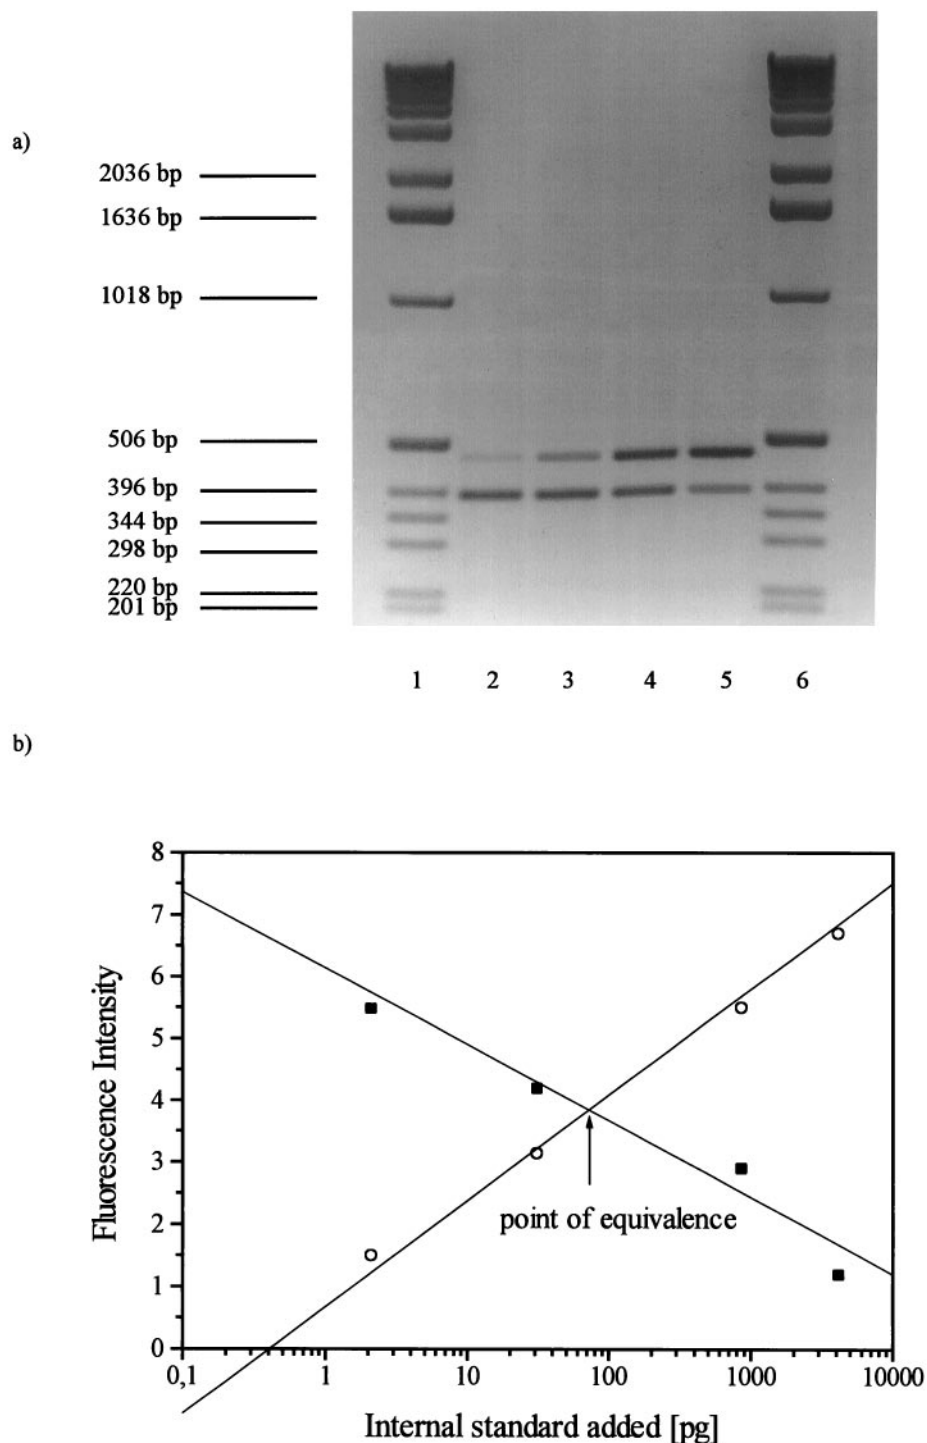 a)
2036 bp
1636 bp
1018 bp
506 bp
396 bp
344 bp
298 bp
220 bp
201 bp
1 2 3 4 5 6
b)
8
7
6
5
4
3
2
1
0
Fluorescence Intensity
point of equivalence
0,1 1 10 100 1000 10000
Internal standard added [pg]